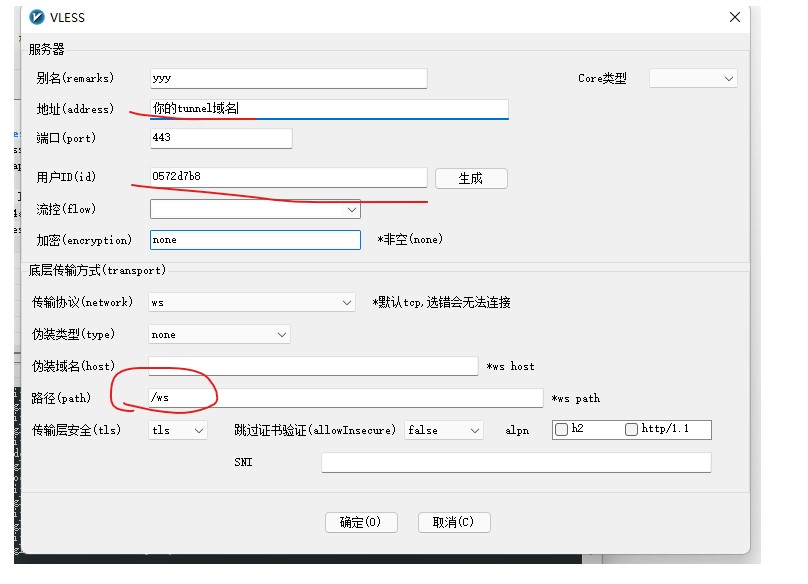 VLESS
服务器
别名(remarks) yyy Core类型
地址(address) 你的tunnel域名
端口(port) 443
用户ID(id) 0572d7b8 生成
流控(flow)
加密(encryption) none *非空(none)
底层传输方式(transport)
传输协议(network) ws *默认tcp,选错会无法连接
伪装类型(type) none
伪装域名(host) *ws host
路径(path) /ws *ws path
传输层安全(tls) tls 跳过证书验证(allowInsecure) false alpn h2 http/1.1
SNI
确定(O) 取消(C)